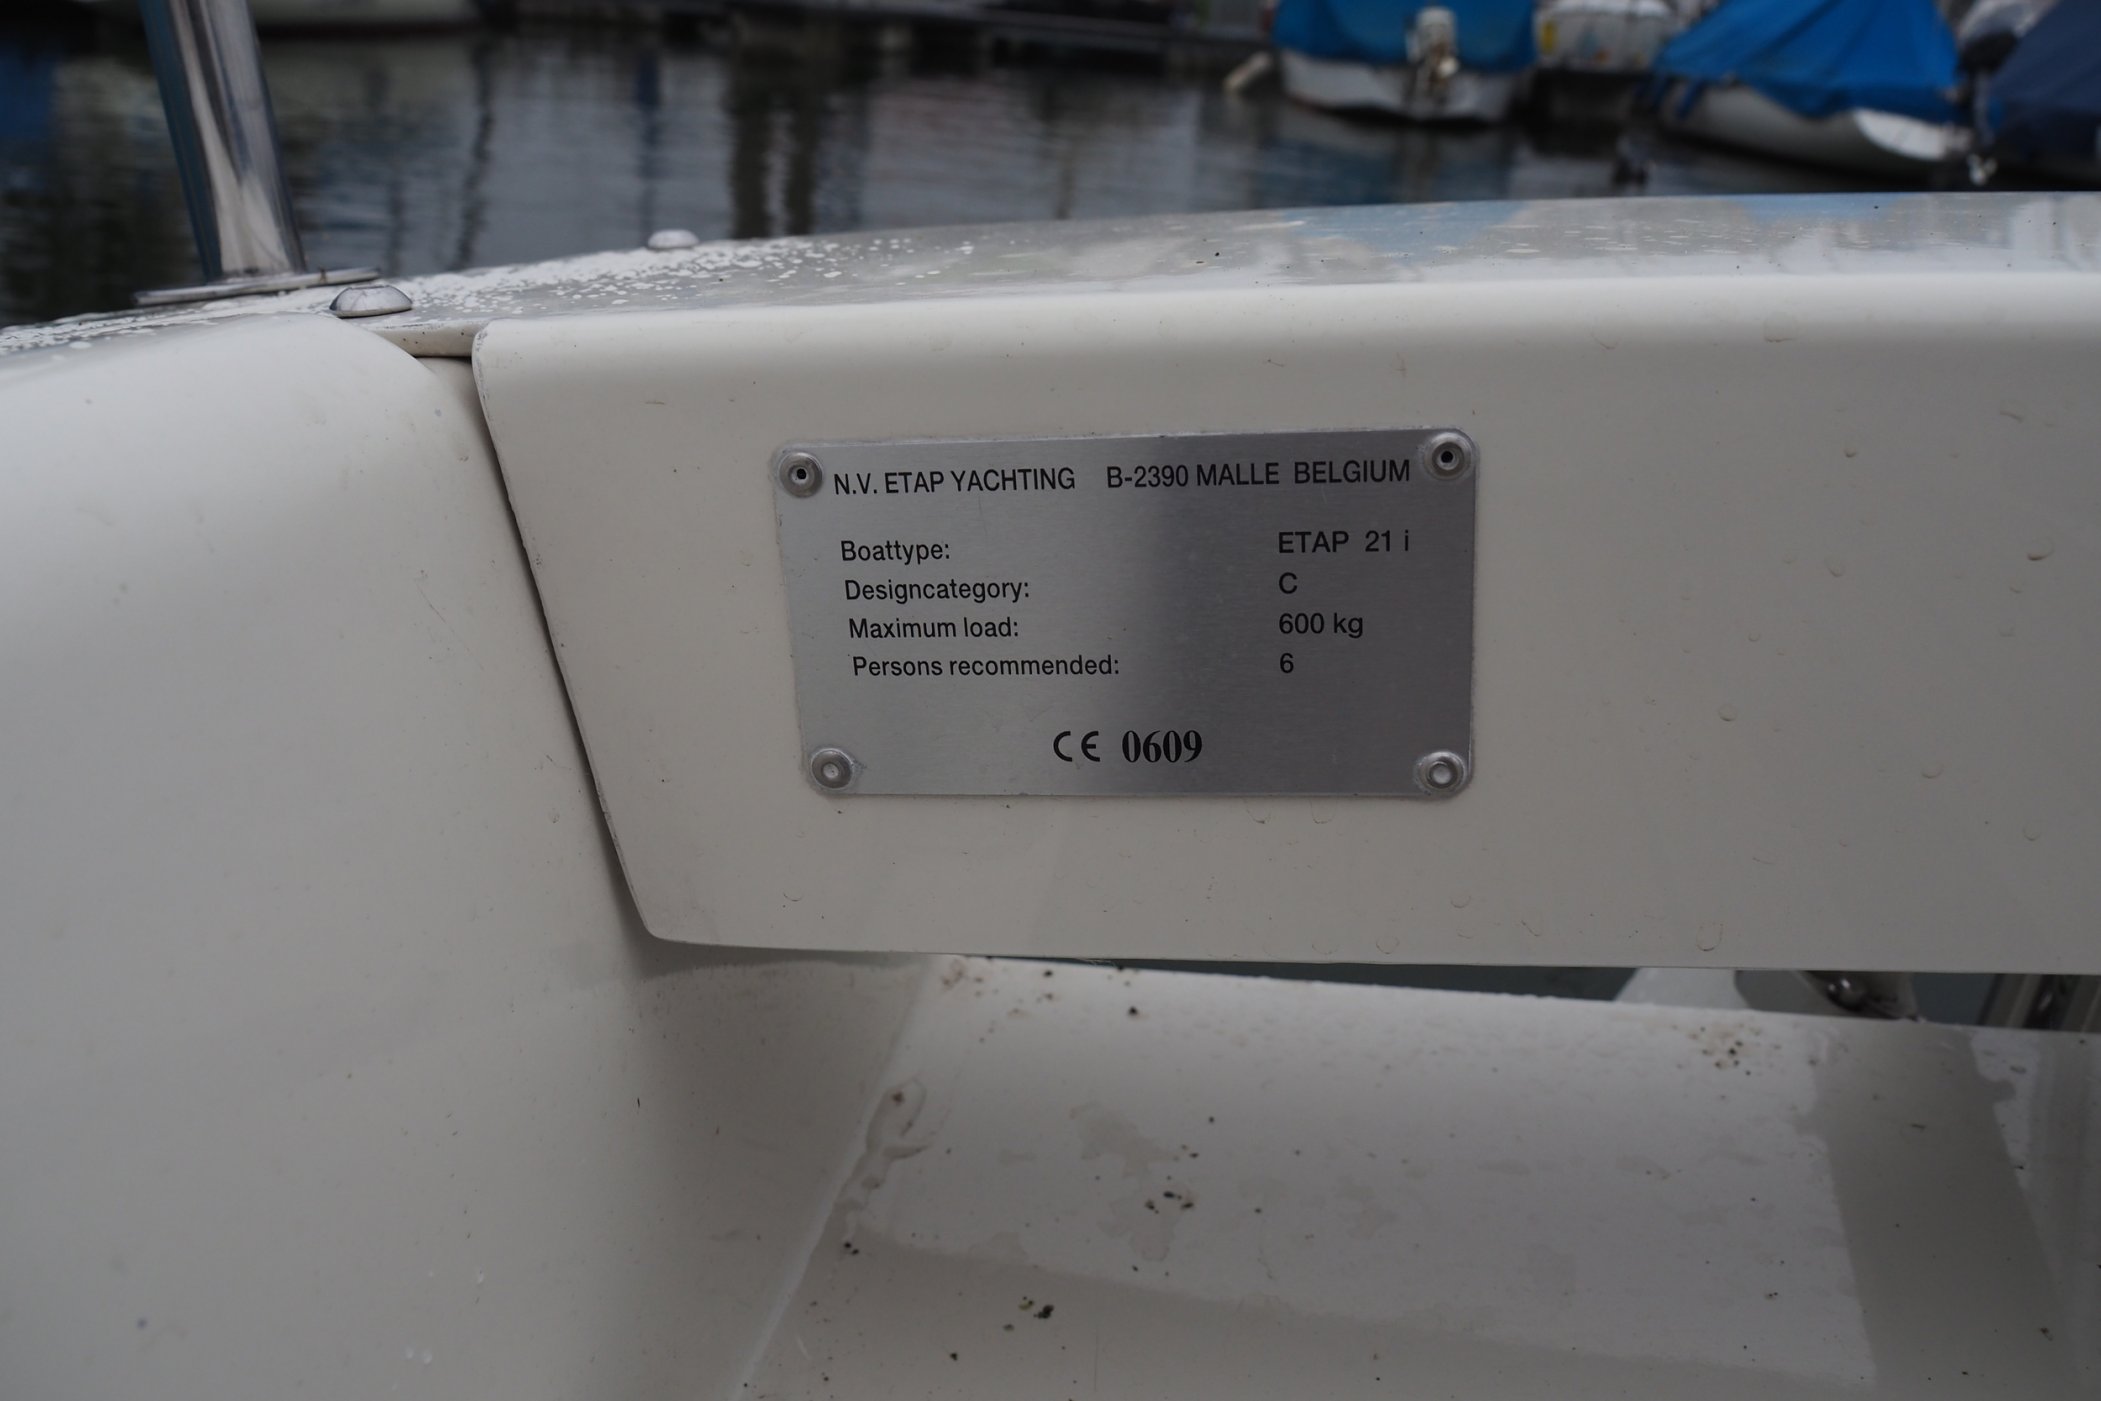 N.V. ETAP YACHTING B-2390 MALLE BELGIUM
Boattype: ETAP 21 i
Designcategory: C
Maximum load: 600 kg
Persons recommended: 6
CE 0609